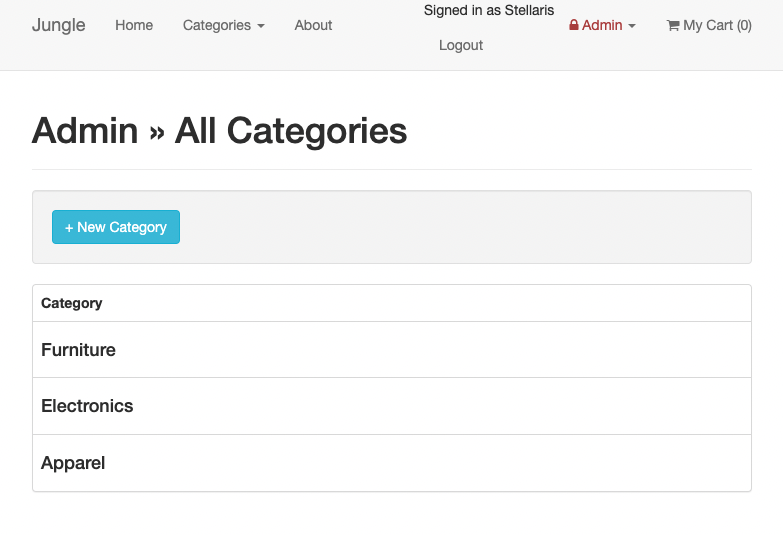 Signed in as Stellaris
Jungle Home Categories About Admin My Cart (0)
Logout
Admin » All Categories
+ New Category
Category
Furniture
Electronics
Apparel